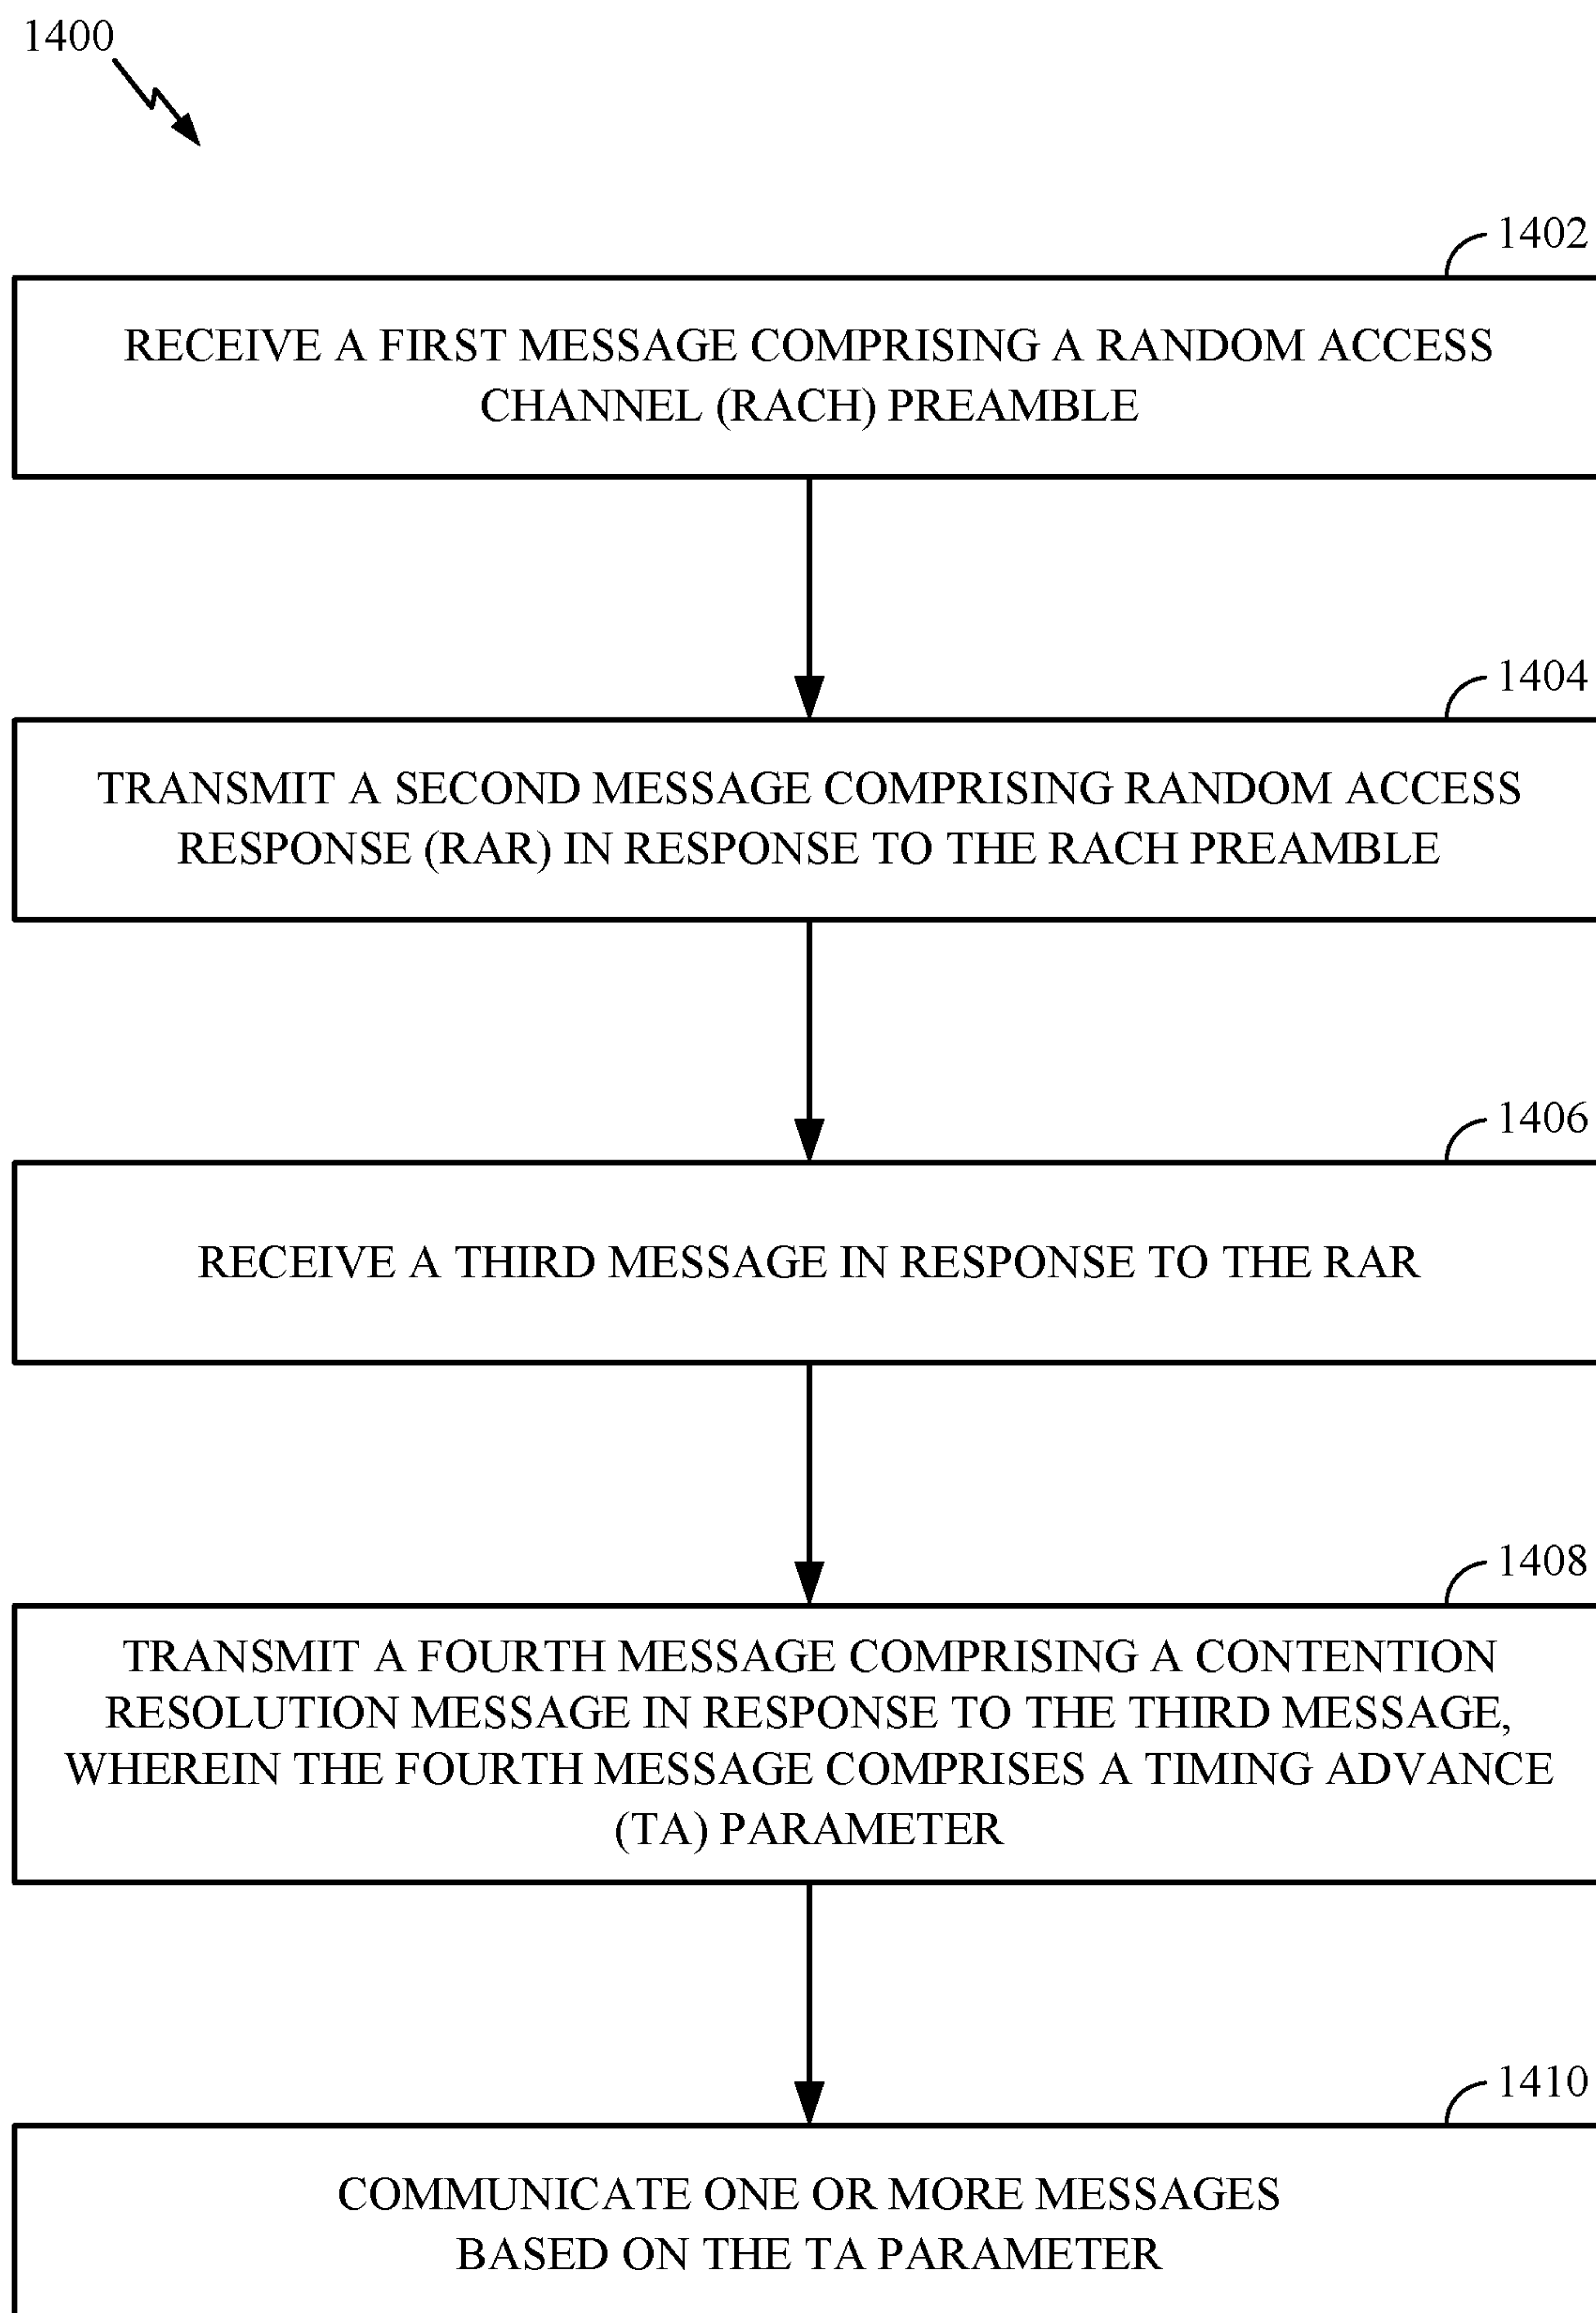 1400
1402
RECEIVE A FIRST MESSAGE COMPRISING A RANDOM ACCESS
CHANNEL (RACH) PREAMBLE
1404
TRANSMIT A SECOND MESSAGE COMPRISING RANDOM ACCESS
RESPONSE (RAR) IN RESPONSE TO THE RACH PREAMBLE
1406
RECEIVE A THIRD MESSAGE IN RESPONSE TO THE RAR
1408
TRANSMIT A FOURTH MESSAGE COMPRISING A CONTENTION
RESOLUTION MESSAGE IN RESPONSE TO THE THIRD MESSAGE,
WHEREIN THE FOURTH MESSAGE COMPRISES A TIMING ADVANCE
(TA) PARAMETER
1410
COMMUNICATE ONE OR MORE MESSAGES
BASED ON THE TA PARAMETER